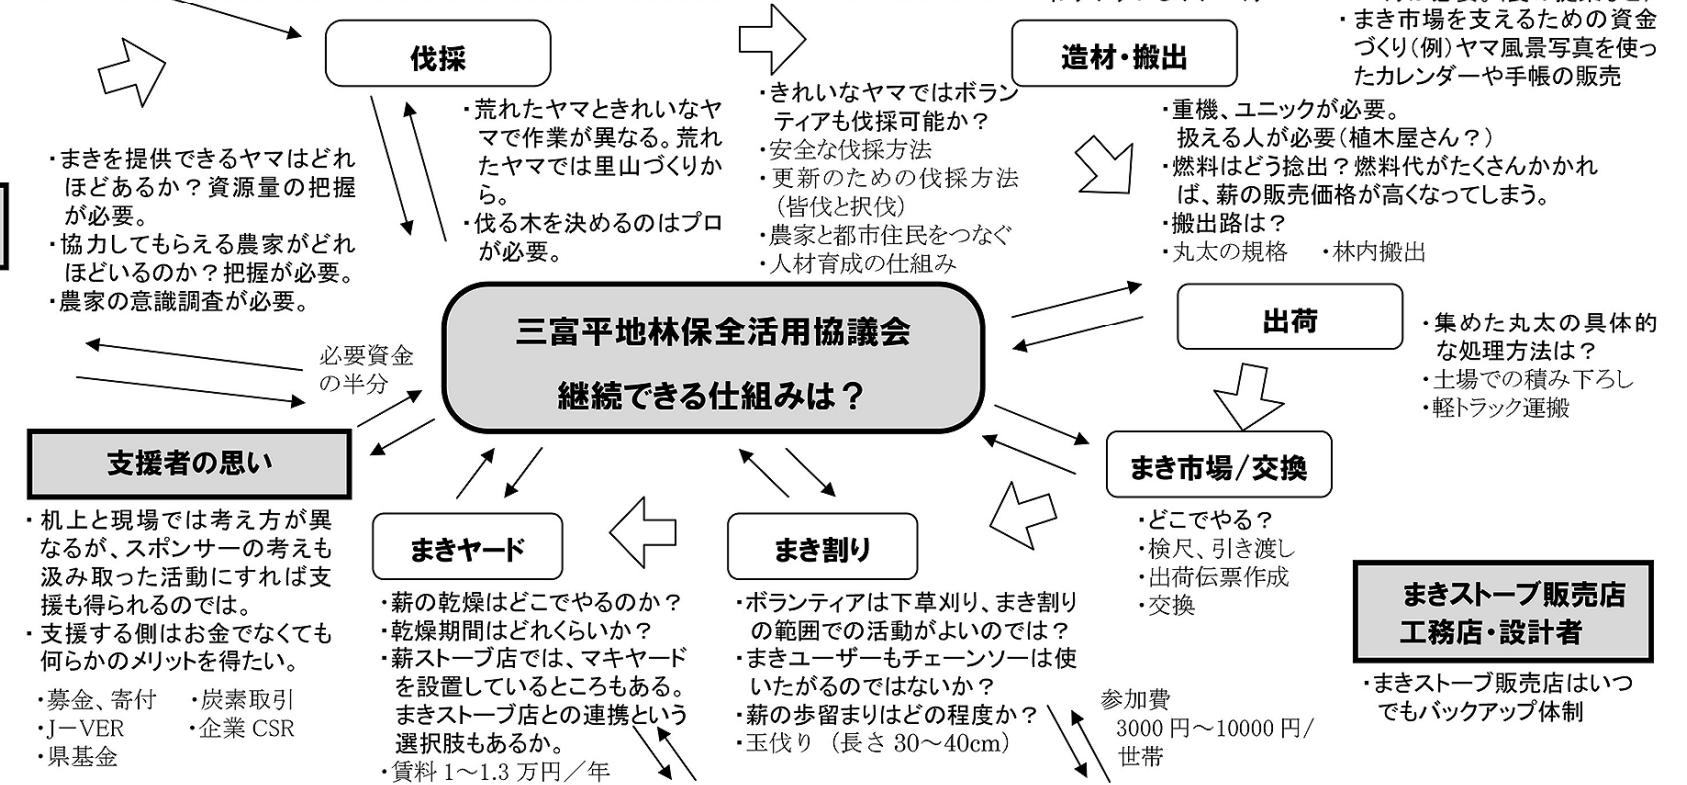 ・まき市場を支えるための資金
づくり（例）ヤマ風景写真を使っ
たカレンダーや手帳の販売
伐採
造材・搬出
・まきを提供できるヤマはどれ
ほどあるか？資源量の把握
が必要。
・協力してもらえる農家がどれ
ほどいるのか？把握が必要。
・農家の意識調査が必要。
・荒れたヤマときれいなヤ
マで作業が異なる。荒れ
たヤマでは里山づくりか
ら。
・伐る木を決めるのはプロ
が必要。
・きれいなヤマではボラン
ティアも伐採可能か？
・安全な伐採方法
・更新のための伐採方法
（皆伐と択伐）
・農家と都市住民をつなぐ
・人材育成の仕組み
・重機、ユニックが必要。
扱える人が必要（植木屋さん？）
・燃料はどう捻出？燃料代がたくさんかかれ
ば、薪の販売価格が高くなってしまう。
・搬出路は？
・丸太の規格　・林内搬出
三富平地林保全活用協議会
継続できる仕組みは？
必要資金
の半分
出荷
・集めた丸太の具体的
な処理方法は？
・土場での積み下ろし
・軽トラック運搬
支援者の思い
・机上と現場では考え方が異
なるが、スポンサーの考えも
汲み取った活動にすれば支
援も得られるのでは。
・支援する側はお金でなくても
何らかのメリットを得たい。
・募金、寄付　・炭素取引
・J－VER　・企業 CSR
・県基金
まきヤード
・薪の乾燥はどこでやるのか？
・乾燥期間はどれくらいか？
・薪ストーブ店では、マキヤード
を設置しているところもある。
まきストーブ店との連携という
選択肢もあるか。
・賃料 1～1.3 万円／年
まき割り
・ボランティアは下草刈り、まき割り
の範囲での活動がよいのでは？
・まきユーザーもチェーンソーは使
いたがるのではないか？
・薪の歩留まりはどの程度か？
・玉伐り （長さ 30～40cm）
まき市場/交換
・どこでやる？
・検尺、引き渡し
・出荷伝票作成
・交換
参加費
3000 円～10000 円/
世帯
まきストーブ販売店
工務店・設計者
・まきストーブ販売店はいつ
でもバックアップ体制